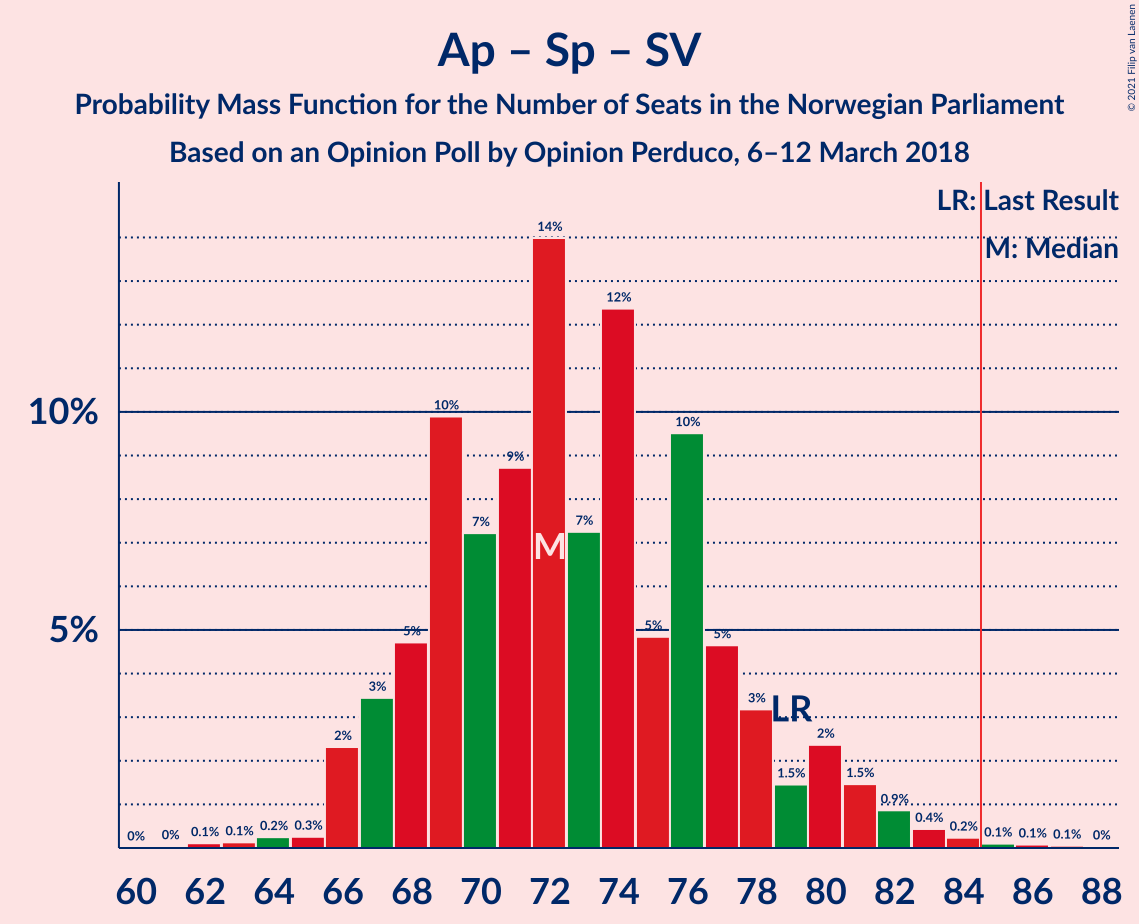 Ap – Sp – SV
Probability Mass Function for the Number of Seats in the Norwegian Parliament
Based on an Opinion Poll by Opinion Perduco, 6–12 March 2018
© 2021 Filip van Laenen
LR: Last Result
M: Median
14%
12%
10%
10%
10%
9%
7%
7%
M
5%
5%
5%
5%
3%
3%
LR
2%
2%
1.5%
1.5%
0.9%
0% 0% 0.1% 0.1% 0.2% 0.3% 0.4% 0.2% 0.1% 0.1% 0.1% 0%
60 62 64 66 68 70 72 74 76 78 80 82 84 86 88